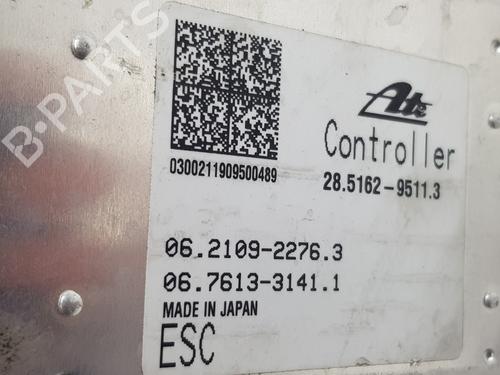 B-PARTS
Ate
Controller
28.5162-9511.3
0300211909500489
06.2109-2276.3
06.7613-3141.1
MADE IN JAPAN
ESC